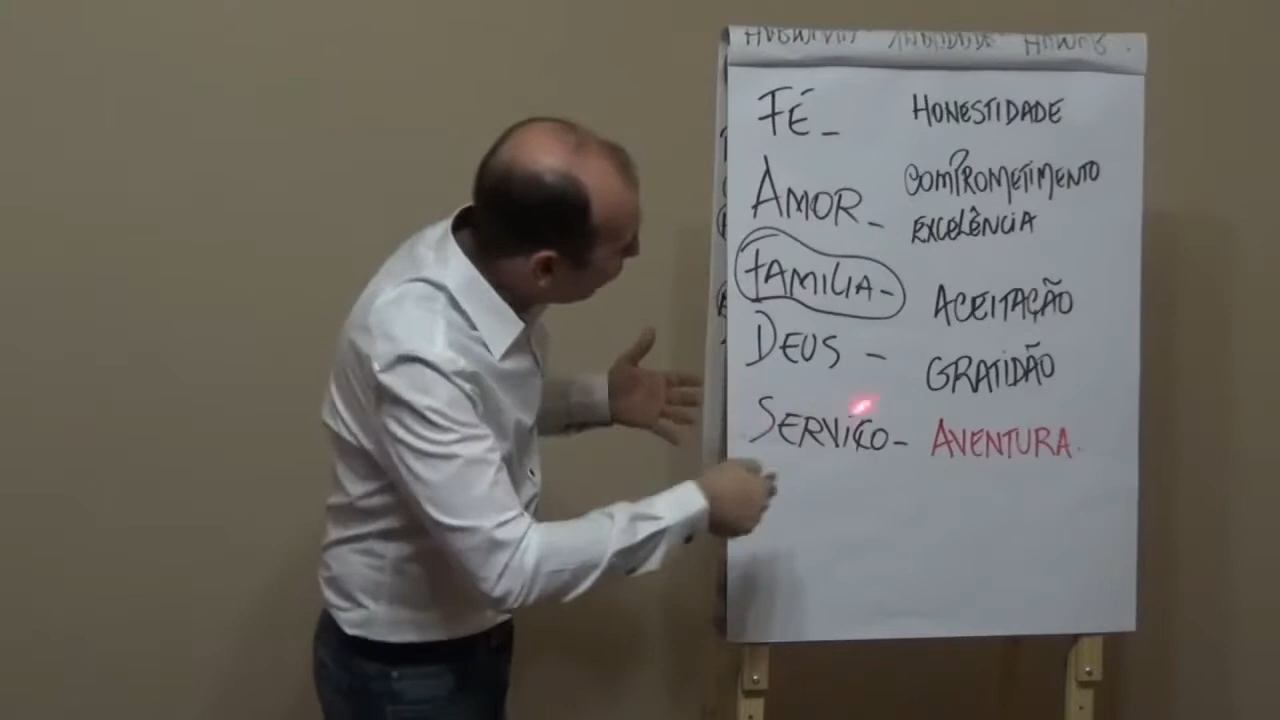 FÉ - HONESTIDADE
AMOR - COMPROMETIMENTO
EXCELÊNCIA
FAMILIA - ACEITAÇÃO
DEUS - GRATIDÃO
SERVIÇO - AVENTURA.